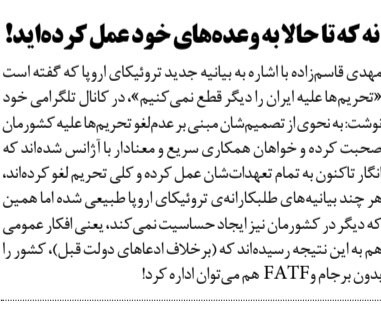 نه که تا حالا به وعده‌های خود عمل کرده‌اید!
مهدی قاسم‌زاده با اشاره به بیانیه جدید تروئیکای اروپا که گفته است
«تحریم‌ها علیه ایران را دیگر قطع نمی‌کنیم»، در کانال تلگرامی خود
نوشت: به نحوی از تصمیم‌شان مبنی بر عدم لغو تحریم‌ها علیه کشورمان
صحبت کرده و خواهان همکاری سریع و معنادار با آژانس شده‌اند که
انگار تاکنون به تمام تعهدات‌شان عمل کرده و کلی تحریم لغو کرده‌اند،
هر چند بیانیه‌های طلبکارانه‌ی تروئیکای اروپا طبیعی شده اما همین
که دیگر در کشورمان نیز ایجاد حساسیت نمی‌کند، یعنی افکار عمومی
هم به این نتیجه رسیده‌اند که (بر خلاف ادعاهای دولت قبل)، کشور را
بدون برجام و FATF هم می‌توان اداره کرد!